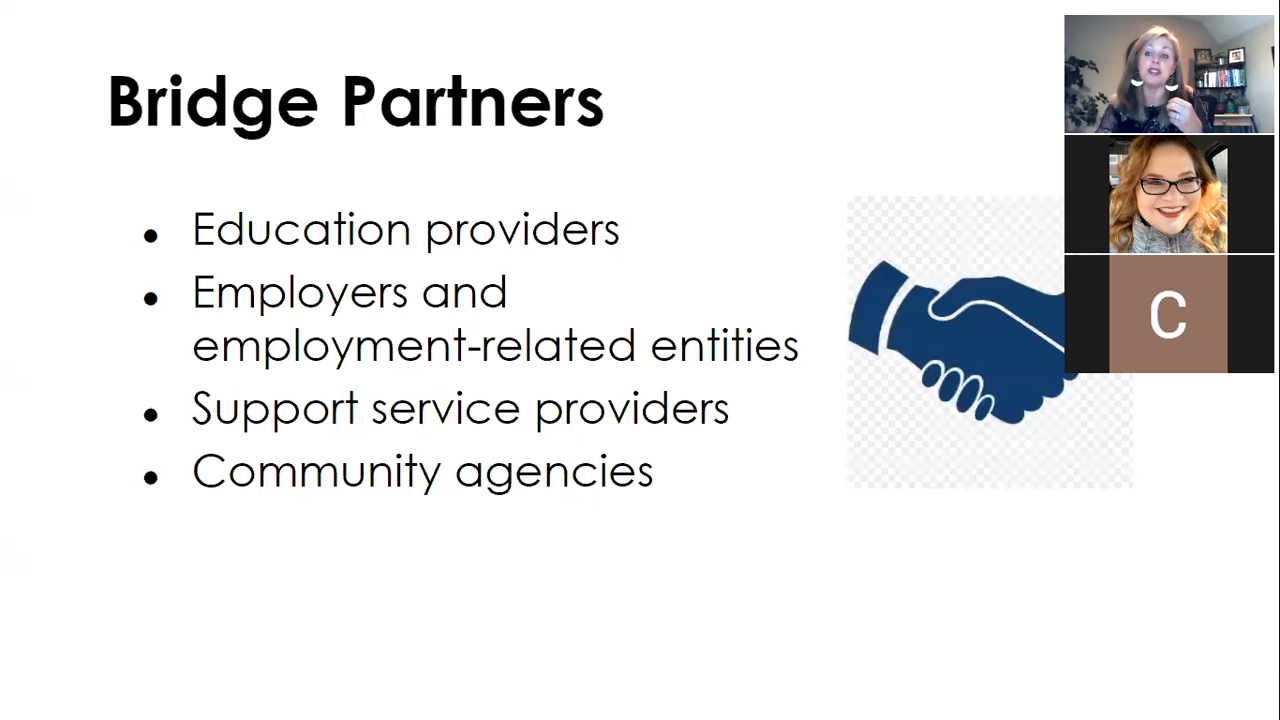 Bridge Partners
● Education providers
● Employers and
employment-related entities
● Support service providers
● Community agencies
C